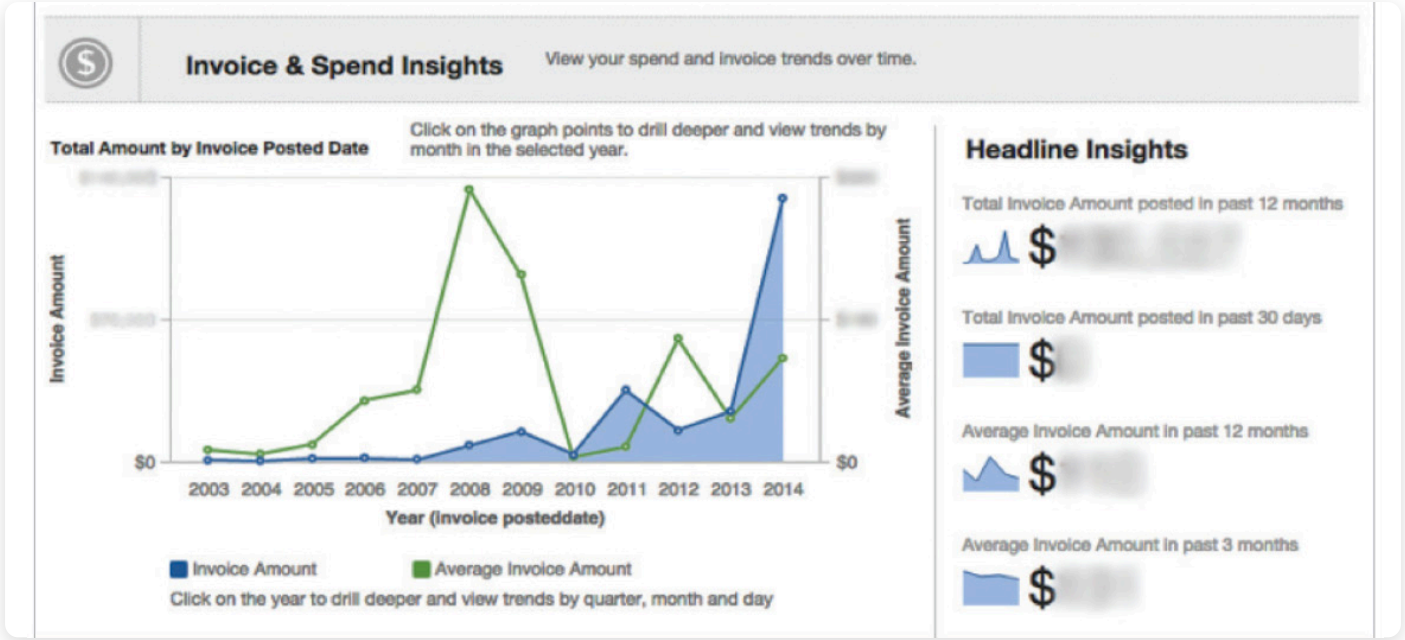 Invoice & Spend Insights
View your spend and invoice trends over time.
Total Amount by Invoice Posted Date
Click on the graph points to drill deeper and view trends by
month in the selected year.
Invoice Amount
Average Invoice Amount
$0
$0
2003 2004 2005 2006 2007 2008 2009 2010 2011 2012 2013 2014
Year (invoice posteddate)
Invoice Amount
Average Invoice Amount
Click on the year to drill deeper and view trends by quarter, month and day
Headline Insights
Total Invoice Amount posted in past 12 months
$
Total Invoice Amount posted in past 30 days
$
Average Invoice Amount in past 12 months
$
Average Invoice Amount in past 3 months
$